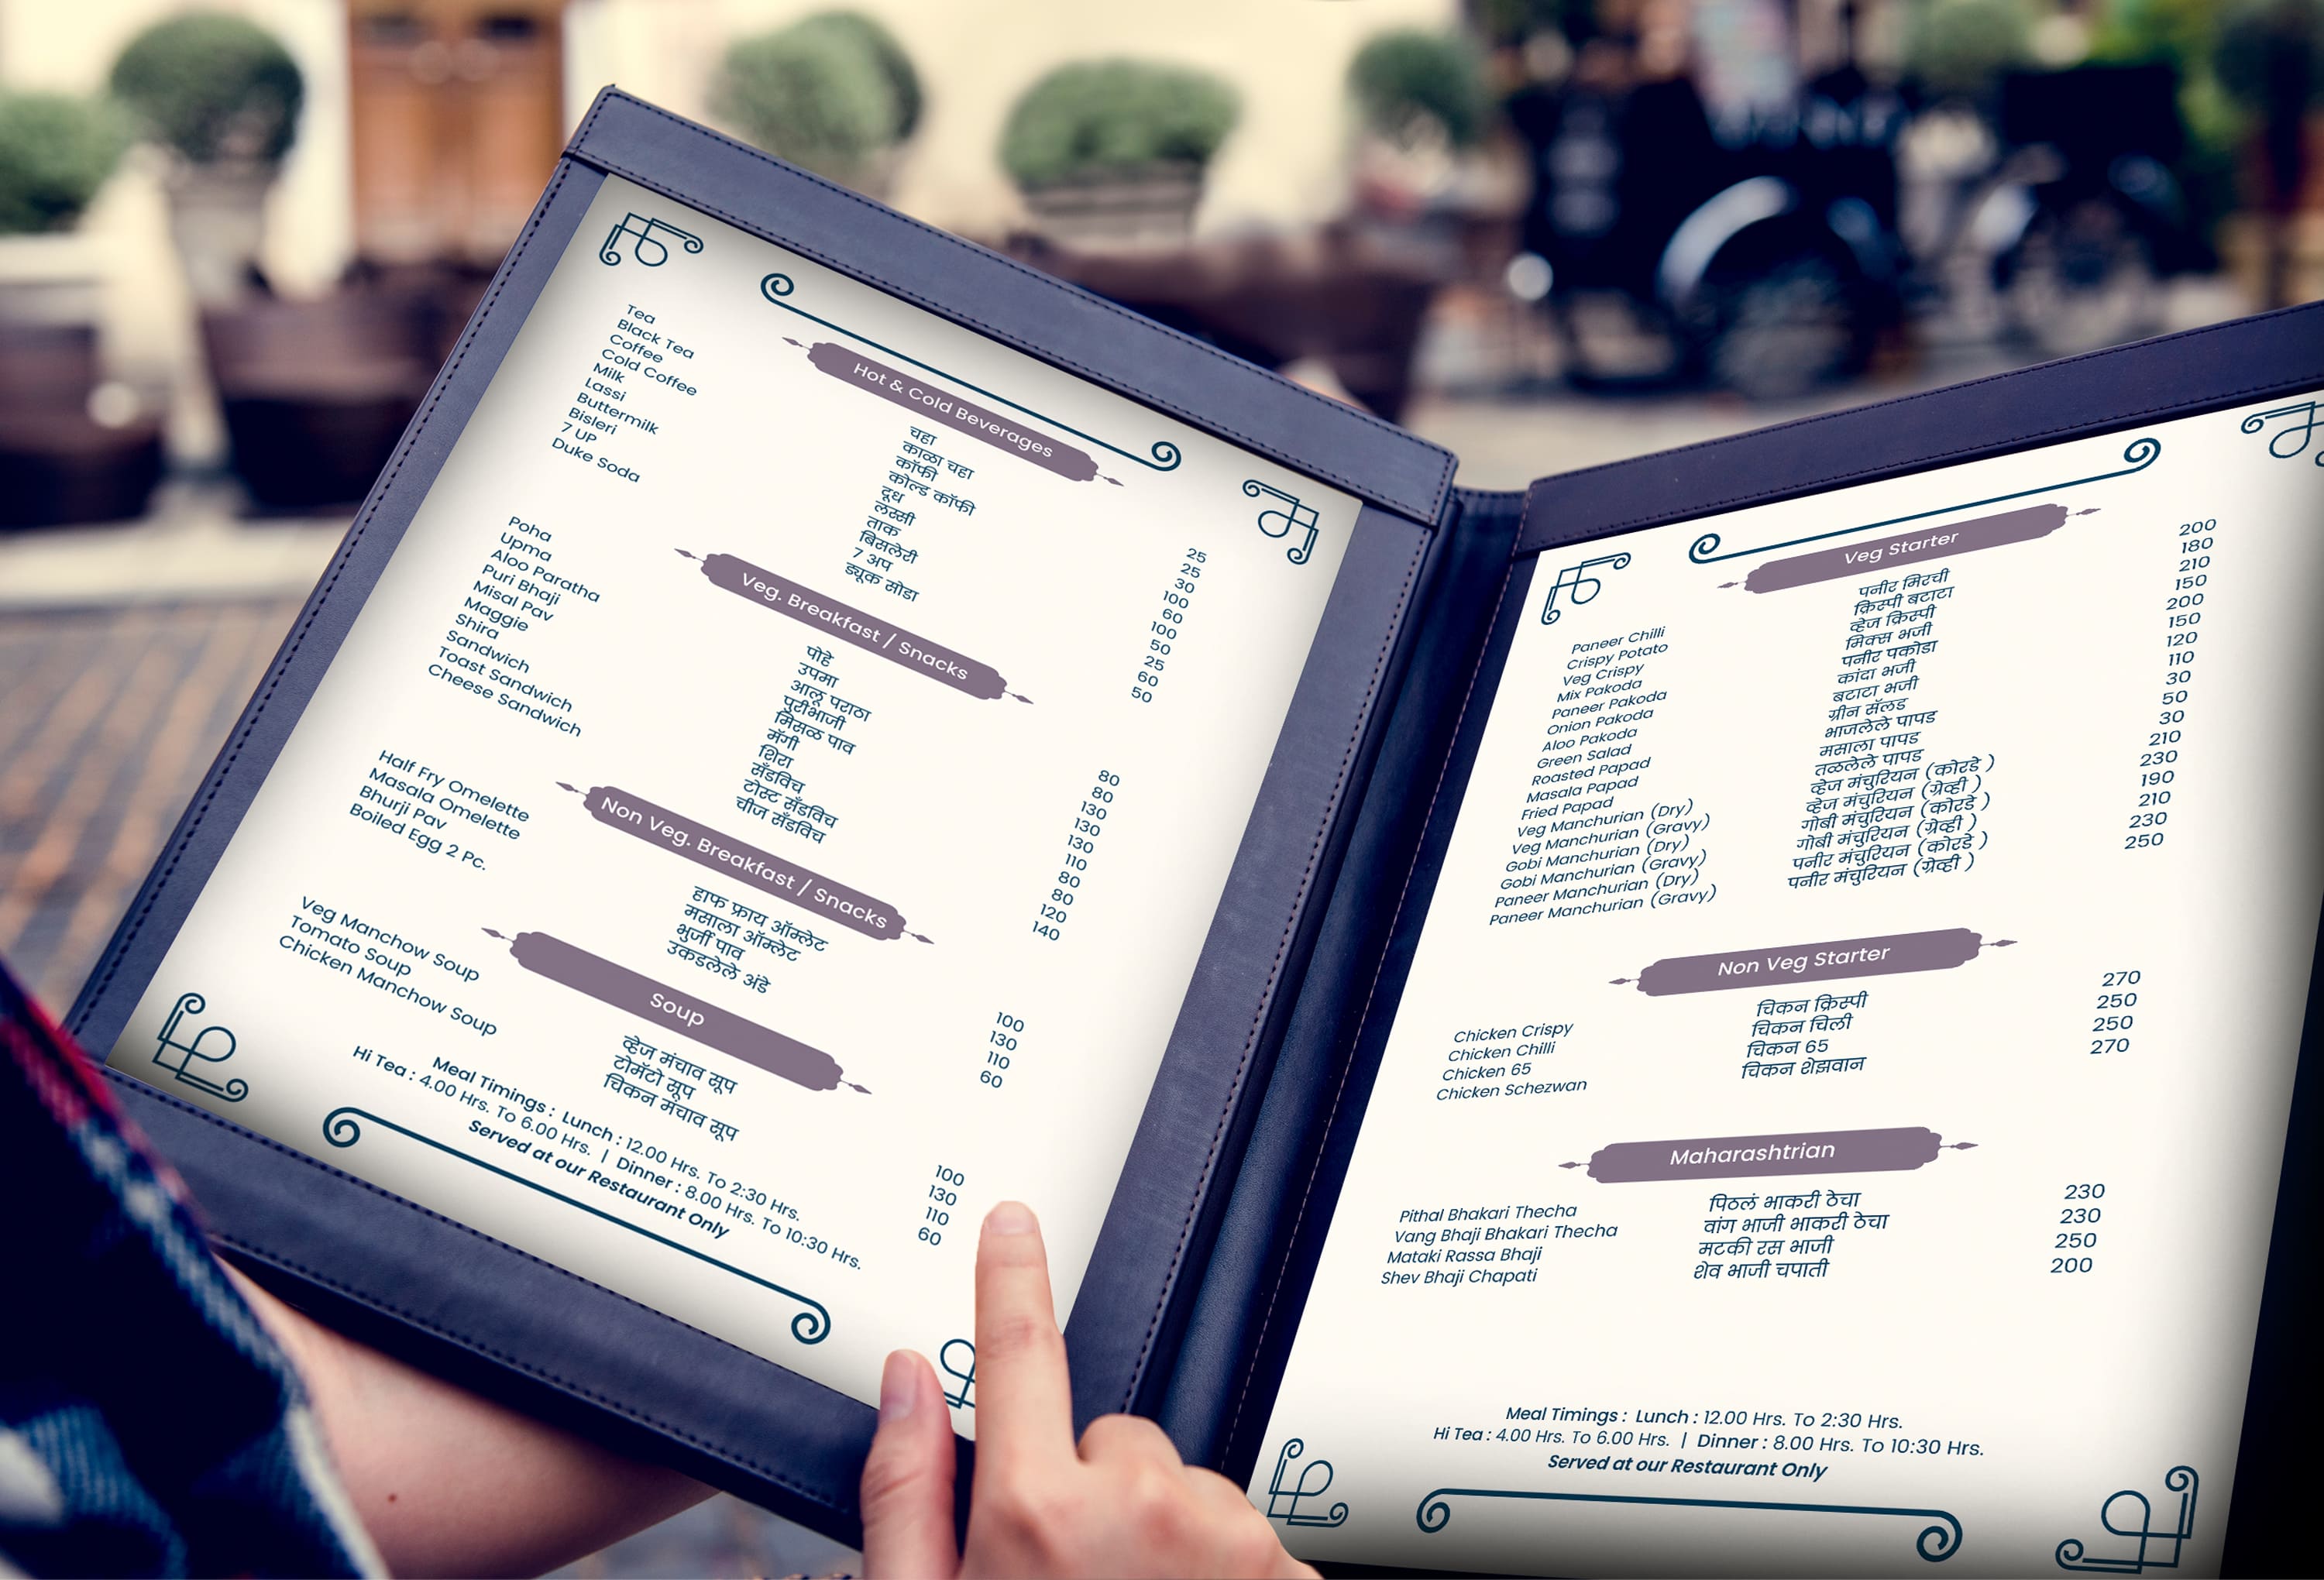 Hot & Cold Beverages
Tea चहा 25
Black Tea काळा चहा 25
Coffee कॉफी 30
Cold Coffee कोल्ड कॉफी 100
Milk दूध 60
Lassi लस्सी 100
Buttermilk ताक 50
Bisleri बिसलेरी 25
7 UP 7 अप 60
Duke Soda ड्यूक सोडा 50
Veg. Breakfast / Snacks
Poha पोहे 80
Upma उपमा 80
Aloo Paratha आलू पराठा 130
Puri Bhaji पुरीभाजी 130
Misal Pav मिसळ पाव 130
Maggie मॅगी 110
Shira शिरा 80
Sandwich सँडविच 80
Toast Sandwich टोस्ट सँडविच 120
Cheese Sandwich चीज सँडविच 140
Non Veg. Breakfast / Snacks
Half Fry Omelette हाफ फ्राय ऑम्लेट 100
Masala Omelette मसाला ऑम्लेट 130
Bhurji Pav भुर्जी पाव 110
Boiled Egg 2 Pc. उकडलेले अंडे 60
Soup
Veg Manchow Soup व्हेज मंचाव सूप 100
Tomato Soup टोमॅटो सूप 130
Chicken Manchow Soup चिकन मंचाव सूप 110
60
Meal Timings : Lunch : 12.00 Hrs. To 2:30 Hrs.
Hi Tea : 4.00 Hrs. To 6.00 Hrs. | Dinner : 8.00 Hrs. To 10:30 Hrs.
Served at our Restaurant Only
Veg Starter
Paneer Chilli पनीर मिरची 200
Crispy Potato क्रिस्पी बटाटा 180
Veg Crispy व्हेज क्रिस्पी 210
Mix Pakoda मिक्स भजी 150
Paneer Pakoda पनीर पकोडा 200
Onion Pakoda कांदा भजी 150
Aloo Pakoda बटाटा भजी 120
Green Salad ग्रीन सॅलड 110
Roasted Papad भाजलेले पापड 30
Masala Papad मसाला पापड 50
Fried Papad तळलेले पापड 30
Veg Manchurian (Dry) व्हेज मंचुरियन (कोरडे ) 210
Veg Manchurian (Gravy) व्हेज मंचुरियन (ग्रेव्ही ) 230
Gobi Manchurian (Dry) गोबी मंचुरियन (कोरडे ) 190
Gobi Manchurian (Gravy) गोबी मंचुरियन (ग्रेव्ही ) 210
Paneer Manchurian (Dry) पनीर मंचुरियन (कोरडे ) 230
Paneer Manchurian (Gravy) पनीर मंचुरियन (ग्रेव्ही ) 250
Non Veg Starter
Chicken Crispy चिकन क्रिस्पी 270
Chicken Chilli चिकन चिली 250
Chicken 65 चिकन 65 250
Chicken Schezwan चिकन शेझवान 270
Maharashtrian
Pithal Bhakari Thecha पिठलं भाकरी ठेचा 230
Vang Bhaji Bhakari Thecha वांग भाजी भाकरी ठेचा 230
Mataki Rassa Bhaji मटकी रस भाजी 250
Shev Bhaji Chapati शेव भाजी चपाती 200
Meal Timings : Lunch : 12.00 Hrs. To 2:30 Hrs.
Hi Tea : 4.00 Hrs. To 6.00 Hrs. | Dinner : 8.00 Hrs. To 10:30 Hrs.
Served at our Restaurant Only